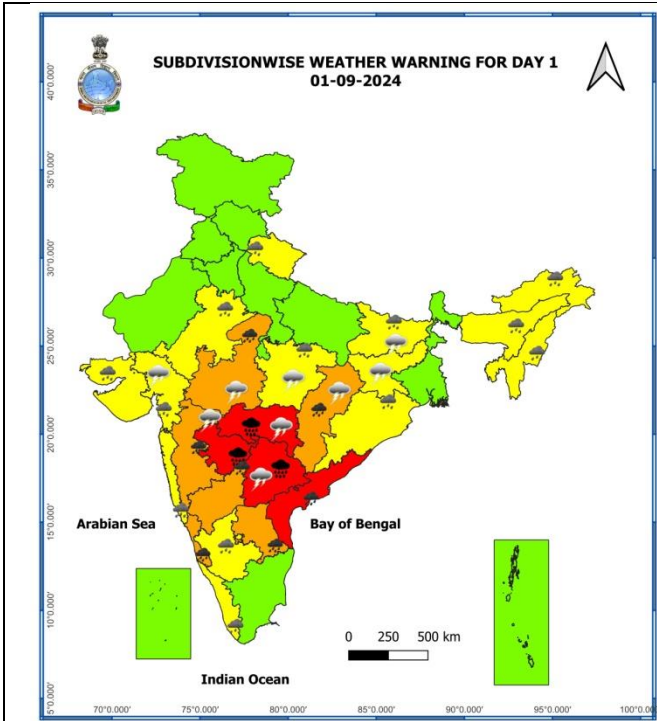 SUBDIVISIONWISE WEATHER WARNING FOR DAY 1
01-09-2024
40°0.000'
35°0.000'
30°0.000'
25°0.000'
20°0.000'
15°0.000'
10°0.000'
5°0.000'
Arabian Sea
Bay of Bengal
0 250 500 km
Indian Ocean
70°0.000' 75°0.000' 80°0.000' 85°0.000' 90°0.000' 95°0.000' 100°0.000'